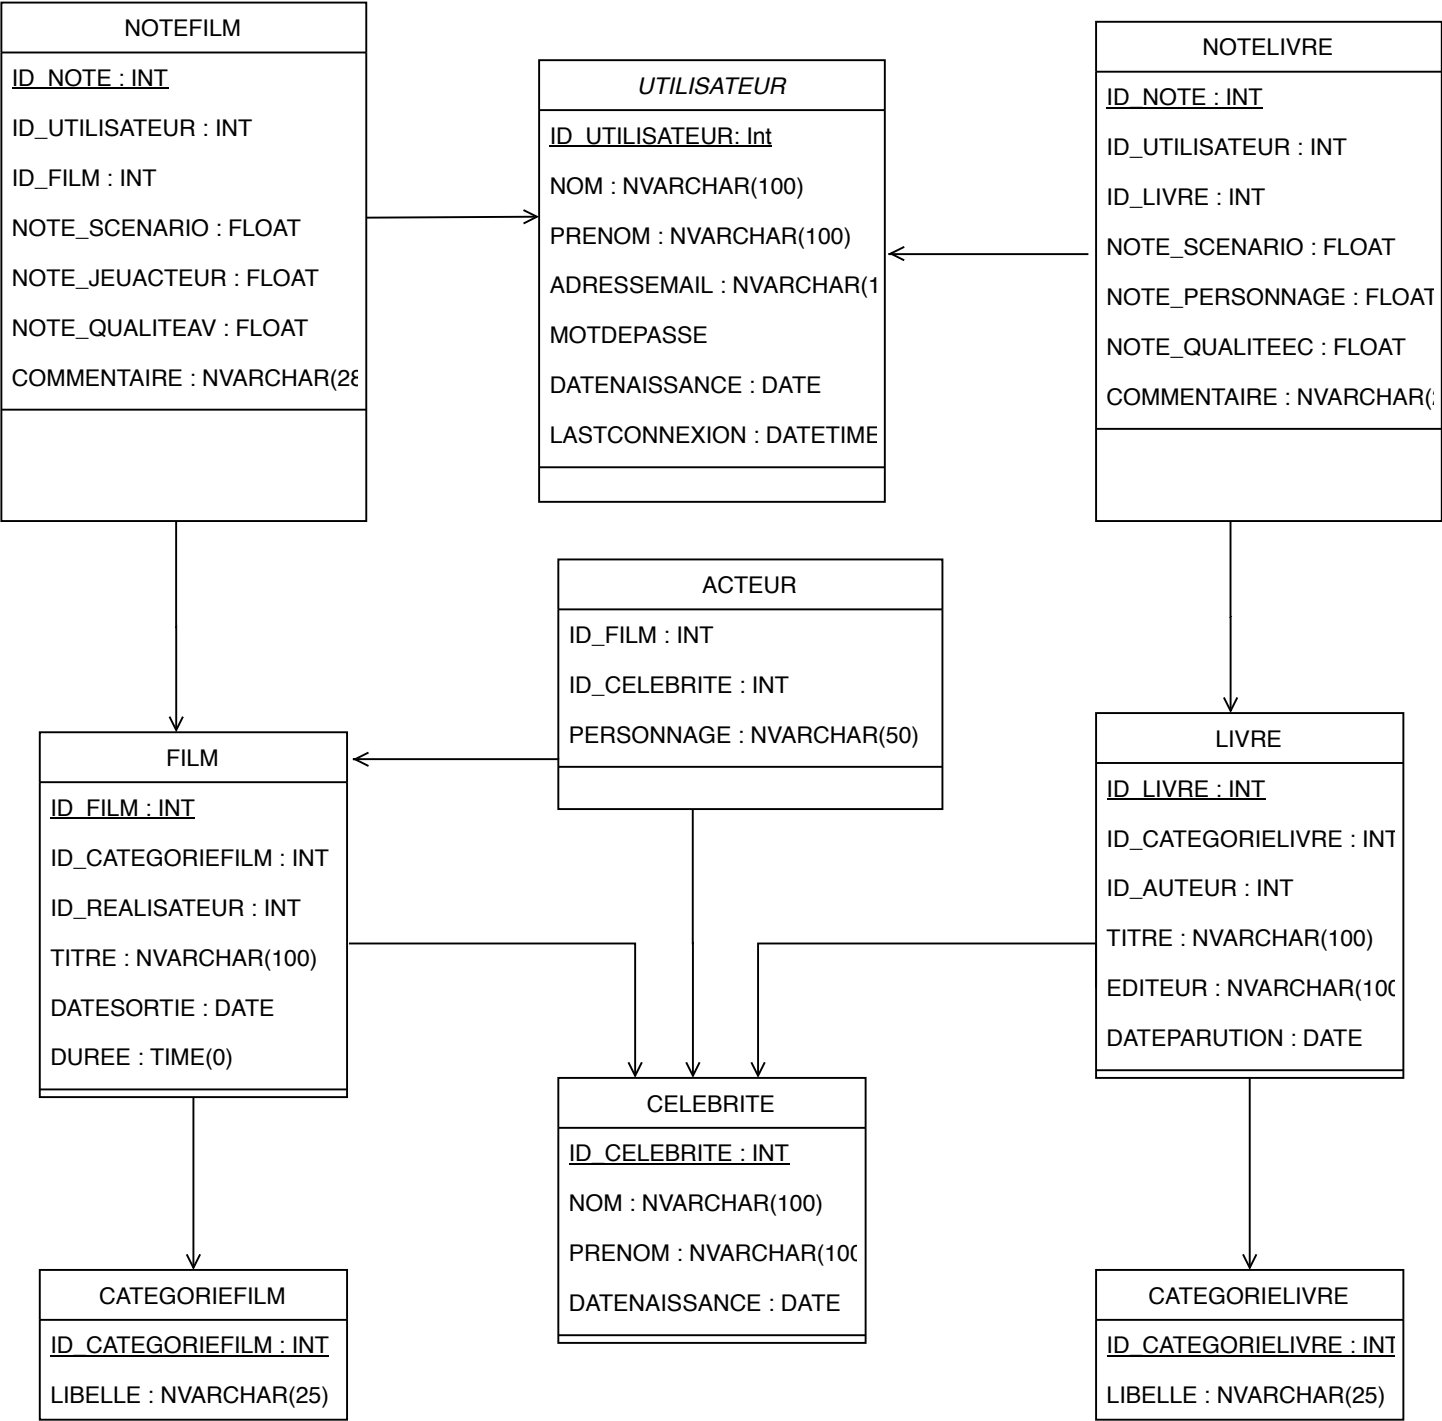 NOTEFILM
ID_NOTE : INT
ID_UTILISATEUR : INT
ID_FILM : INT
NOTE_SCENARIO : FLOAT
NOTE_JEUACTEUR : FLOAT
NOTE_QUALITEAV : FLOAT
COMMENTAIRE : NVARCHAR(28
UTILISATEUR
ID_UTILISATEUR: Int
NOM : NVARCHAR(100)
PRENOM : NVARCHAR(100)
ADRESSEMAIL : NVARCHAR(1
MOTDEPASSE
DATENAISSANCE : DATE
LASTCONNEXION : DATETIME
NOTELIVRE
ID_NOTE : INT
ID_UTILISATEUR : INT
ID_LIVRE : INT
NOTE_SCENARIO : FLOAT
NOTE_PERSONNAGE : FLOAT
NOTE_QUALITEEC : FLOAT
COMMENTAIRE : NVARCHAR(
ACTEUR
ID_FILM : INT
ID_CELEBRITE : INT
PERSONNAGE : NVARCHAR(50)
FILM
ID_FILM : INT
ID_CATEGORIEFILM : INT
ID_REALISATEUR : INT
TITRE : NVARCHAR(100)
DATESORTIE : DATE
DUREE : TIME(0)
LIVRE
ID_LIVRE : INT
ID_CATEGORIELIVRE : INT
ID_AUTEUR : INT
TITRE : NVARCHAR(100)
EDITEUR : NVARCHAR(100
DATEPARUTION : DATE
CELEBRITE
ID_CELEBRITE : INT
NOM : NVARCHAR(100)
PRENOM : NVARCHAR(100
DATENAISSANCE : DATE
CATEGORIEFILM
ID_CATEGORIEFILM : INT
LIBELLE : NVARCHAR(25)
CATEGORIELIVRE
ID_CATEGORIELIVRE : INT
LIBELLE : NVARCHAR(25)